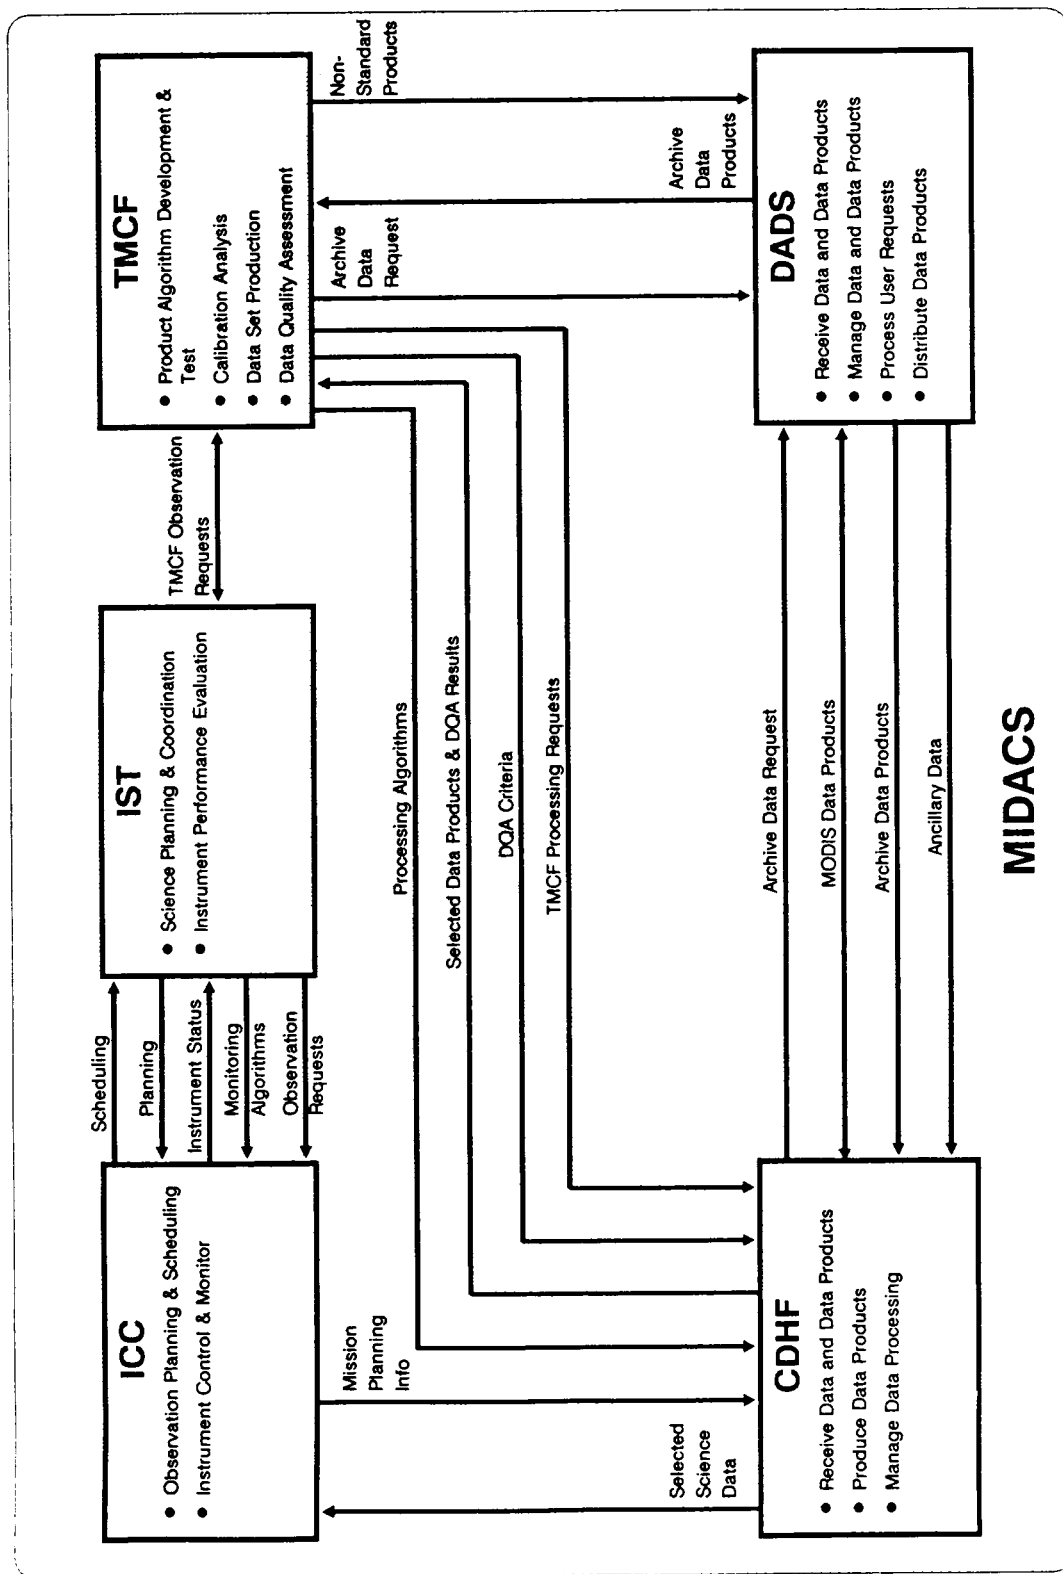 ICC
● Observation Planning & Scheduling
● Instrument Control & Monitor
Scheduling
Planning
Instrument Status
Monitoring
Algorithms
Observation
Requests
IST
● Science Planning & Coordination
● Instrument Performance Evaluation
TMCF Observation
Requests
TMCF
● Product Algorithm Development &
Test
● Calibration Analysis
● Data Set Production
● Data Quality Assessment
Mission
Planning
Info
Selected
Science
Data
Processing Algorithms
Selected Data Products & DQA Results
DQA Criteria
TMCF Processing Requests
Archive
Data
Request
Archive
Data
Products
Non-
Standard
Products
CDHF
● Receive Data and Data Products
● Produce Data Products
● Manage Data Processing
Archive Data Request
MODIS Data Products
Archive Data Products
Ancillary Data
DADS
● Receive Data and Data Products
● Manage Data and Data Products
● Process User Requests
● Distribute Data Products
MIDACS